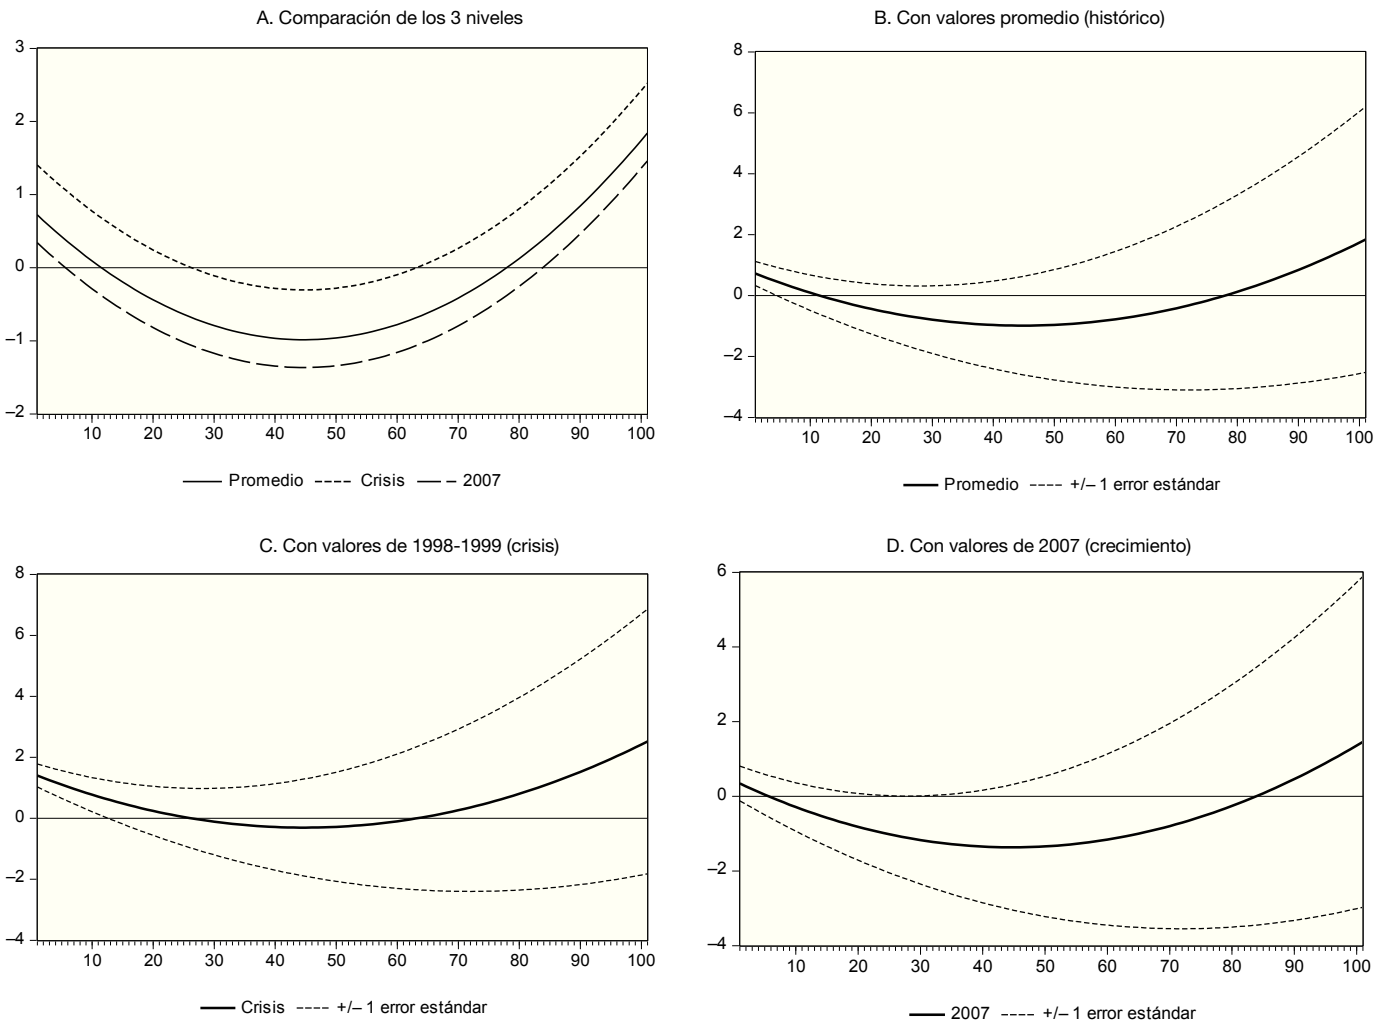 A. Comparación de los 3 niveles
3
2
1
0
–1
–2
10 20 30 40 50 60 70 80 90 100
Promedio Crisis 2007
B. Con valores promedio (histórico)
8
6
4
2
0
–2
–4
10 20 30 40 50 60 70 80 90 100
Promedio +/– 1 error estándar
C. Con valores de 1998-1999 (crisis)
8
6
4
2
0
–2
–4
10 20 30 40 50 60 70 80 90 100
Crisis +/– 1 error estándar
D. Con valores de 2007 (crecimiento)
6
4
2
0
–2
–4
10 20 30 40 50 60 70 80 90 100
2007 +/– 1 error estándar